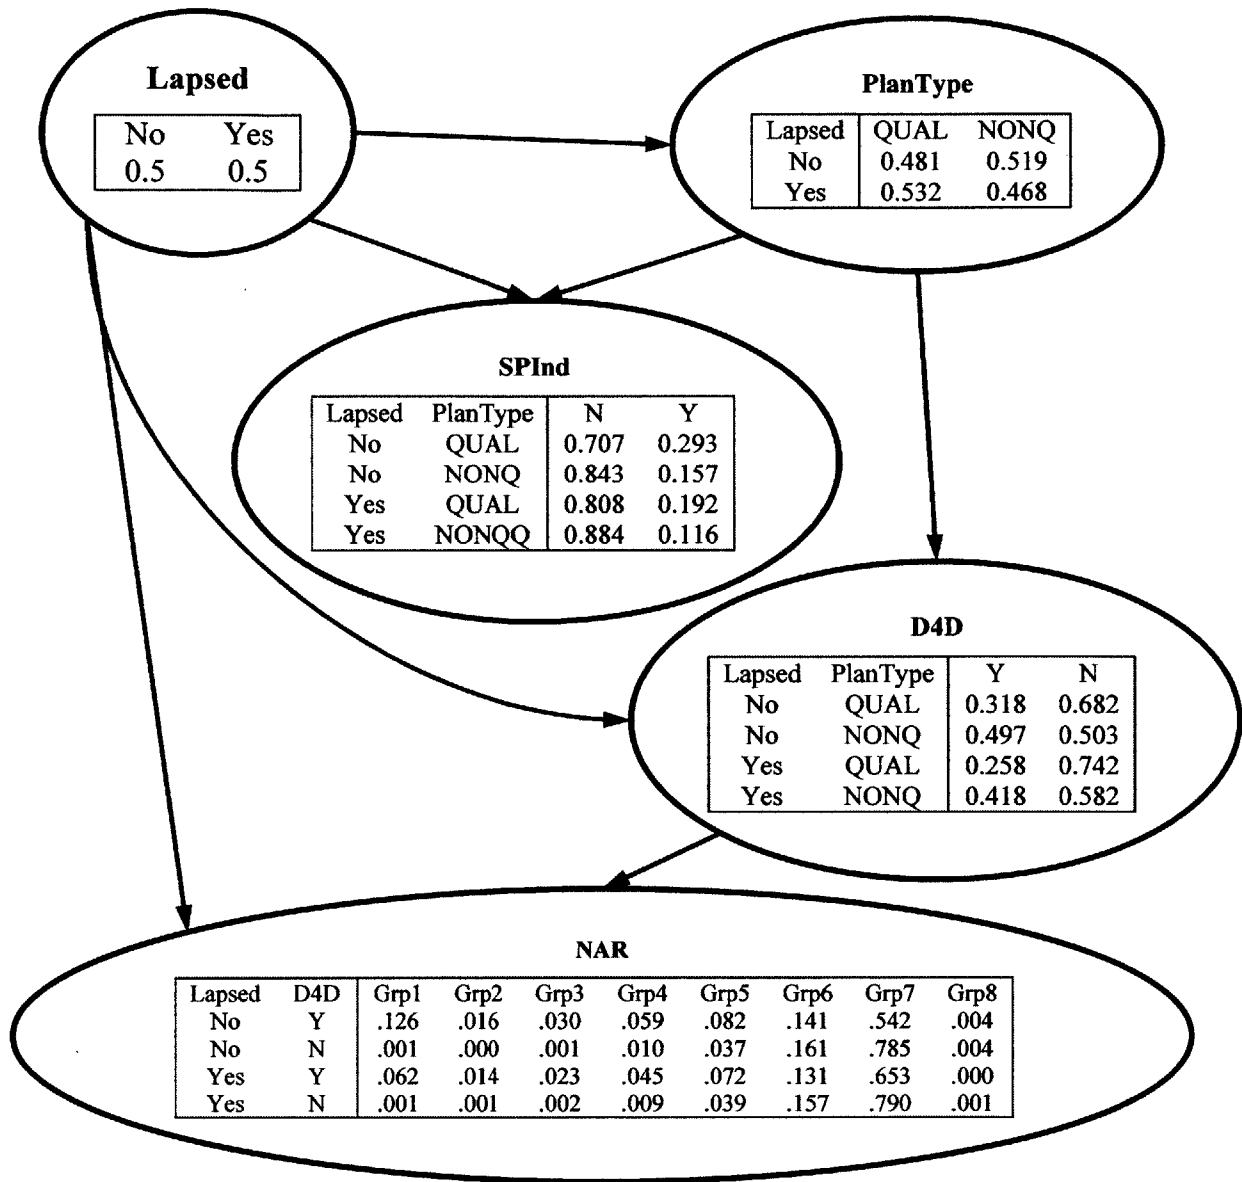 Lapsed
No Yes
0.5 0.5
PlanType
Lapsed QUAL NONQ
No 0.481 0.519
Yes 0.532 0.468
SPInd
Lapsed PlanType N Y
No QUAL 0.707 0.293
No NONQ 0.843 0.157
Yes QUAL 0.808 0.192
Yes NONQQ 0.884 0.116
D4D
Lapsed PlanType Y N
No QUAL 0.318 0.682
No NONQ 0.497 0.503
Yes QUAL 0.258 0.742
Yes NONQ 0.418 0.582
NAR
Lapsed D4D Grp1 Grp2 Grp3 Grp4 Grp5 Grp6 Grp7 Grp8
No Y .126 .016 .030 .059 .082 .141 .542 .004
No N .001 .000 .001 .010 .037 .161 .785 .004
Yes Y .062 .014 .023 .045 .072 .131 .653 .000
Yes N .001 .001 .002 .009 .039 .157 .790 .001